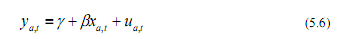 y_{a,t} = γ + βx_{a,t} + u_{a,t} (5.6)